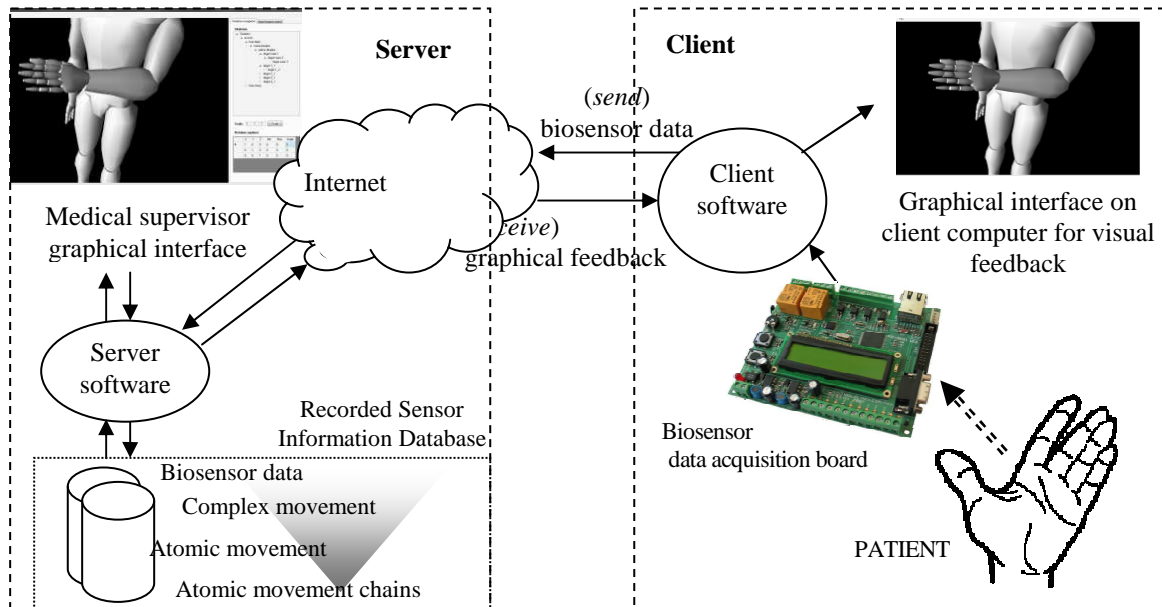 Server
Client
(send)
biosensor data
Internet
Client
software
Medical supervisor
graphical interface
ceive)
graphical feedback
Graphical interface on
client computer for visual
feedback
Server
software
Recorded Sensor
Information Database
Biosensor
data acquisition board
Biosensor data
Complex movement
Atomic movement
Atomic movement chains
PATIENT